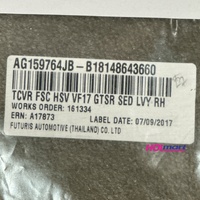 AG159764JB-B18148643660
TCVR FSC HSV VF17 GTSR SED LVY RH
WORKS ORDER: 161334
ERN: A17873
LABEL DATE: 07/09/2017
FUTURIS AUTOMOTIVE (THAILAND) CO., LTD